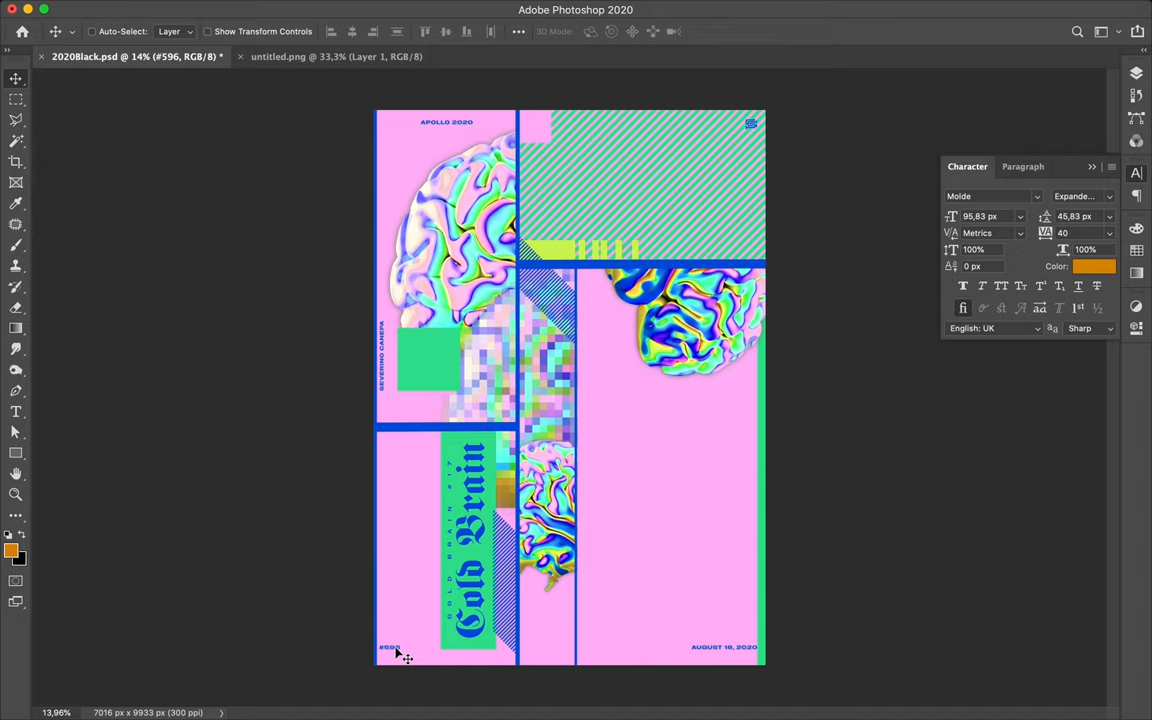 Adobe Photoshop 2020
Auto-Select:
Layer
Show Transform Controls
3D Mode:
2020Black.psd @ 14% (#596, RGB/8) *
untitled.png @ 33,3% (Layer 1, RGB/8)
APOLLO 2020
SEVERINO CANEPA
COLD BRAIN #17
Cold Brain
AUGUST 18, 2020
Character
Paragraph
Molde
Expande...
95,83 px
45,83 px
Metrics
40
100%
100%
0 px
Color:
English: UK
Sharp
13,96%
7016 px x 9933 px (300 ppi)